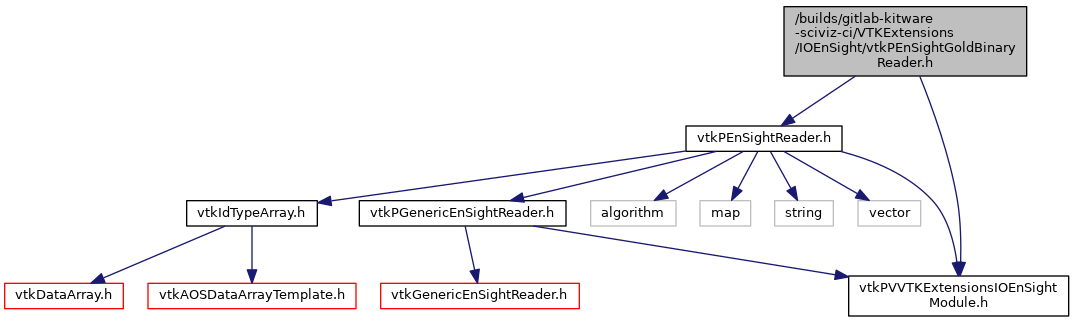 /builds/gitlab-kitware
-sciviz-ci/VTKExtensions
/IOEnSight/vtkPEnSightGoldBinary
Reader.h
vtkPEnSightReader.h
vtkIdTypeArray.h
vtkPGenericEnSightReader.h
algorithm
map
string
vector
vtkDataArray.h
vtkAOSDataArrayTemplate.h
vtkGenericEnSightReader.h
vtkPVVTKExtensionsIOEnSight
Module.h